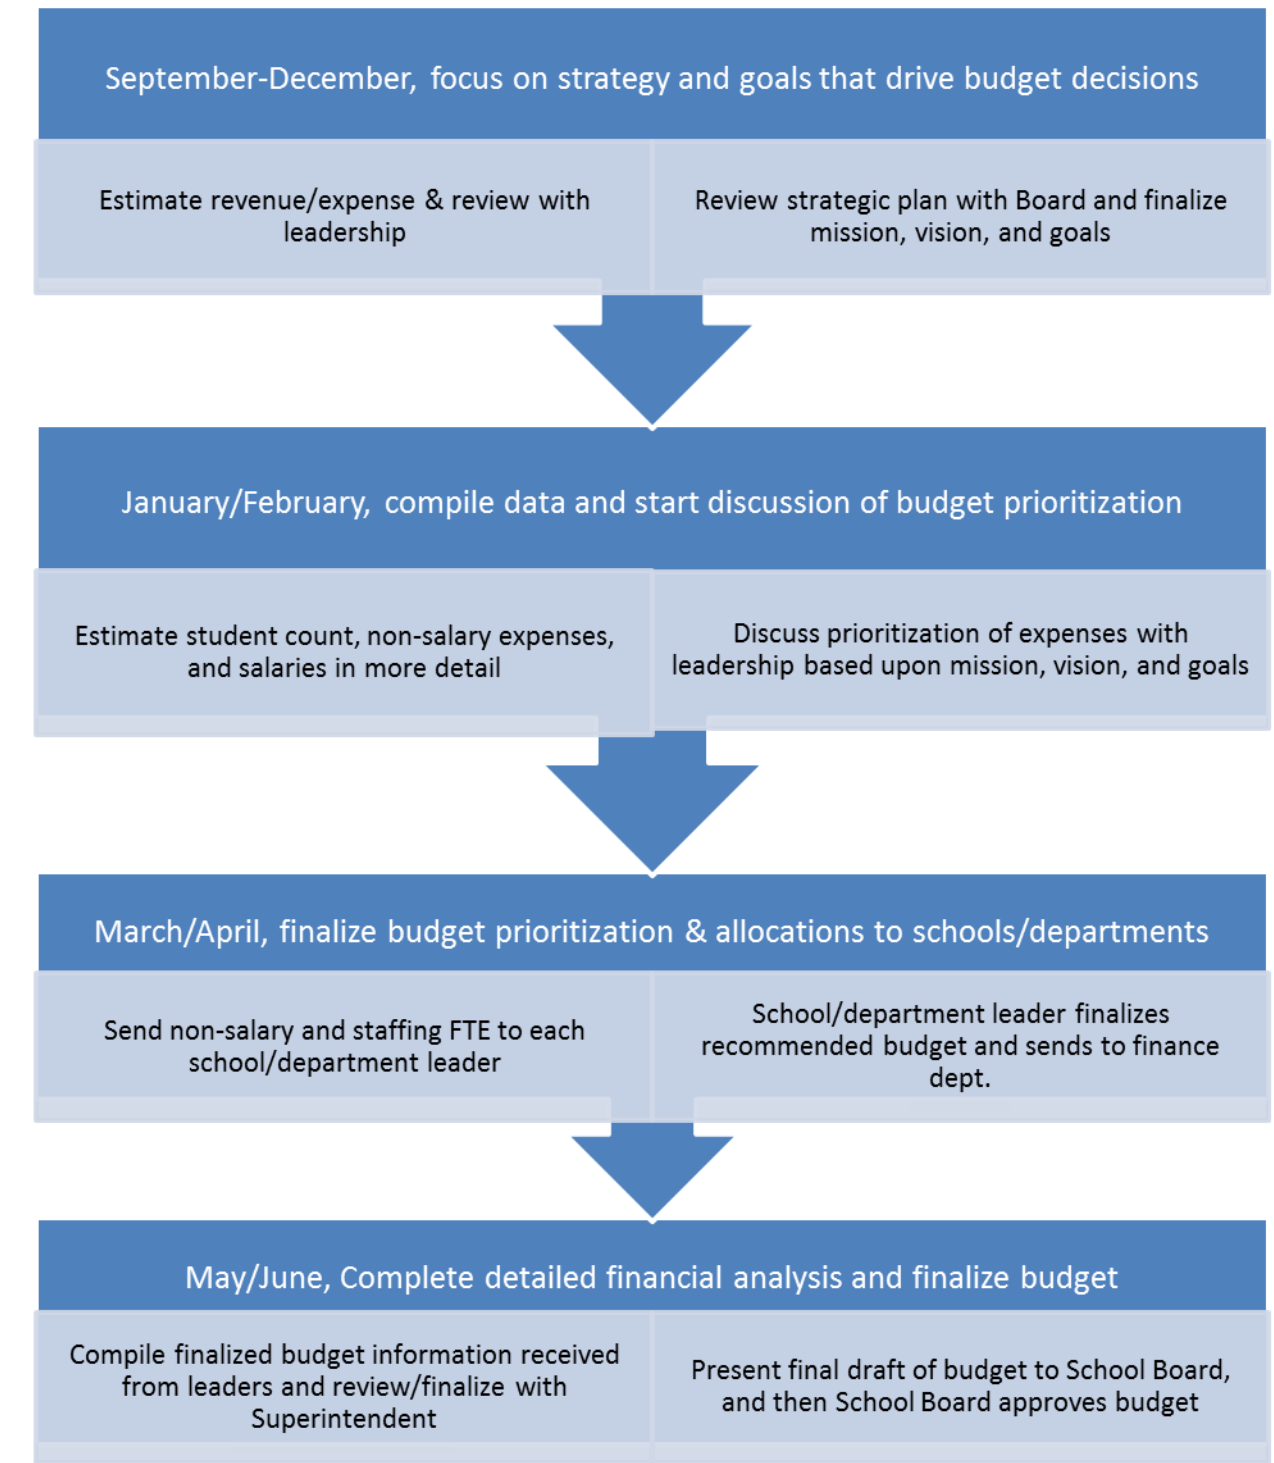 September-December, focus on strategy and goals that drive budget decisions
Estimate revenue/expense & review with
leadership
Review strategic plan with Board and finalize
mission, vision, and goals
January/February, compile data and start discussion of budget prioritization
Estimate student count, non-salary expenses,
and salaries in more detail
Discuss prioritization of expenses with
leadership based upon mission, vision, and goals
March/April, finalize budget prioritization & allocations to schools/departments
Send non-salary and staffing FTE to each
school/department leader
School/department leader finalizes
recommended budget and sends to finance
dept.
May/June, Complete detailed financial analysis and finalize budget
Compile finalized budget information received
from leaders and review/finalize with
Superintendent
Present final draft of budget to School Board,
and then School Board approves budget